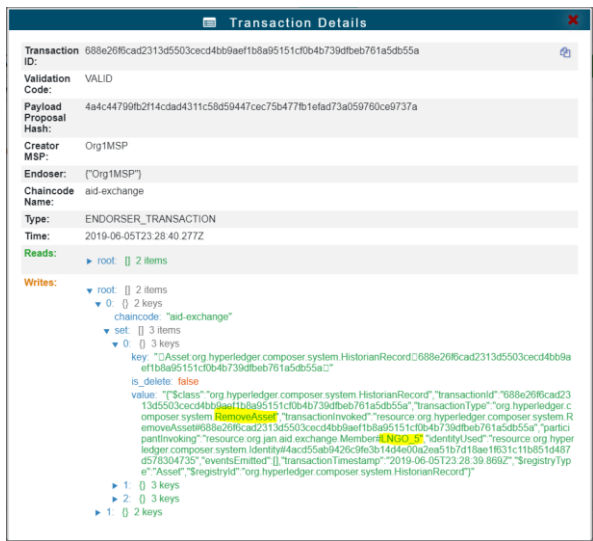 Transaction Details
Transaction ID: 688e26f6cad2313d5503cecd4bb9aef1b8a95151cf0b4b739dfbeb761a5db55a
Validation Code: VALID
Payload Proposal Hash: 4a4c44799fb2f14cdad4311c58d59447cec75b477fb1efad73a059760ce9737a
Creator MSP: Org1MSP
Endoser: {"Org1MSP"}
Chaincode Name: aid-exchange
Type: ENDORSER_TRANSACTION
Time: 2019-06-05T23:28:40.277Z
Reads:
root: [] 2 items
Writes:
root: [] 2 items
0: {} 2 keys
chaincode: "aid-exchange"
set: [] 3 items
0: {} 3 keys
key: "□Asset:org.hyperledger.composer.system.HistorianRecord□688e26f6cad2313d5503cecd4bb9a
ef1b8a95151cf0b4b739dfbeb761a5db55a□"
is_delete: false
value: "{"$class":"org.hyperledger.composer.system.HistorianRecord","transactionId":"688e26f6cad23
13d5503cecd4bb9aef1b8a95151cf0b4b739dfbeb761a5db55a","transactionType":"org.hyperledger.c
omposer.system.RemoveAsset","transactionInvoked":"resource:org.hyperledger.composer.system.R
emoveAsset#688e26f6cad2313d5503cecd4bb9aef1b8a95151cf0b4b739dfbeb761a5db55a","partici
pantInvoking":"resource:org.jan.aid.exchange.Member#LNGO_5","identityUsed":"resource:org.hyper
ledger.composer.system.Identity#4acd55ab9426c9fe3b14d4e00a2ea51b7d18ae1f631c11b851d487
d578304735","eventsEmitted":[],"transactionTimestamp":"2019-06-05T23:28:39.869Z","$registryTyp
e":"Asset","$registryId":"org.hyperledger.composer.system.HistorianRecord"}"
1: {} 3 keys
2: {} 3 keys
1: {} 2 keys